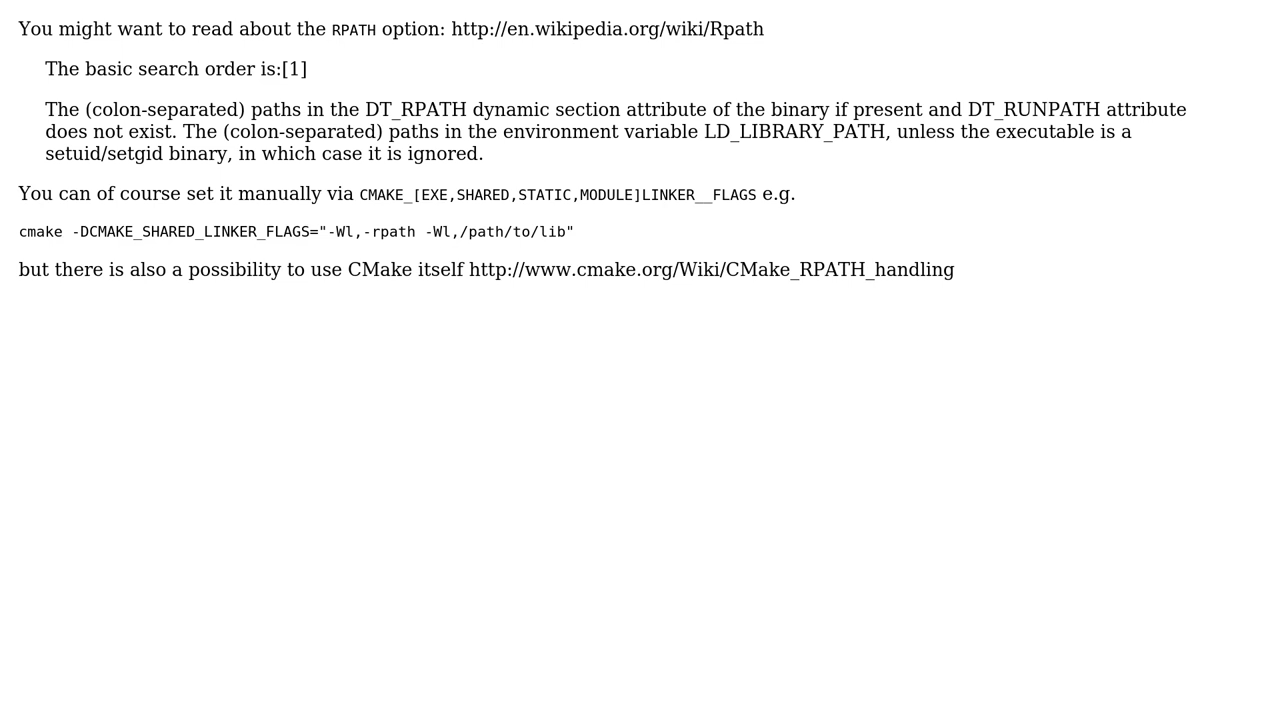 You might want to read about the RPATH option: http://en.wikipedia.org/wiki/Rpath
The basic search order is:[1]
The (colon-separated) paths in the DT_RPATH dynamic section attribute of the binary if present and DT_RUNPATH attribute
does not exist. The (colon-separated) paths in the environment variable LD_LIBRARY_PATH, unless the executable is a
setuid/setgid binary, in which case it is ignored.
You can of course set it manually via CMAKE_[EXE,SHARED,STATIC,MODULE]LINKER__FLAGS e.g.
cmake -DCMAKE_SHARED_LINKER_FLAGS="-Wl,-rpath -Wl,/path/to/lib"
but there is also a possibility to use CMake itself http://www.cmake.org/Wiki/CMake_RPATH_handling